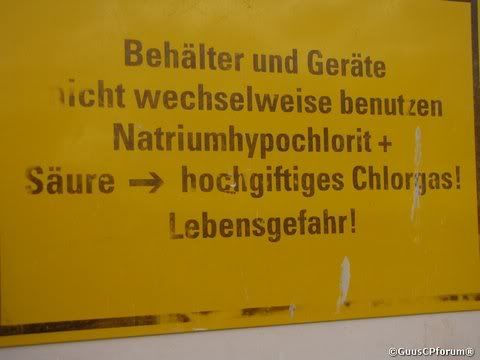 Behälter und Geräte
nicht wechselweise benutzen
Natriumhypochlorit +
Säure → hochgiftiges Chlorgas!
Lebensgefahr!
©GuusCPforum®